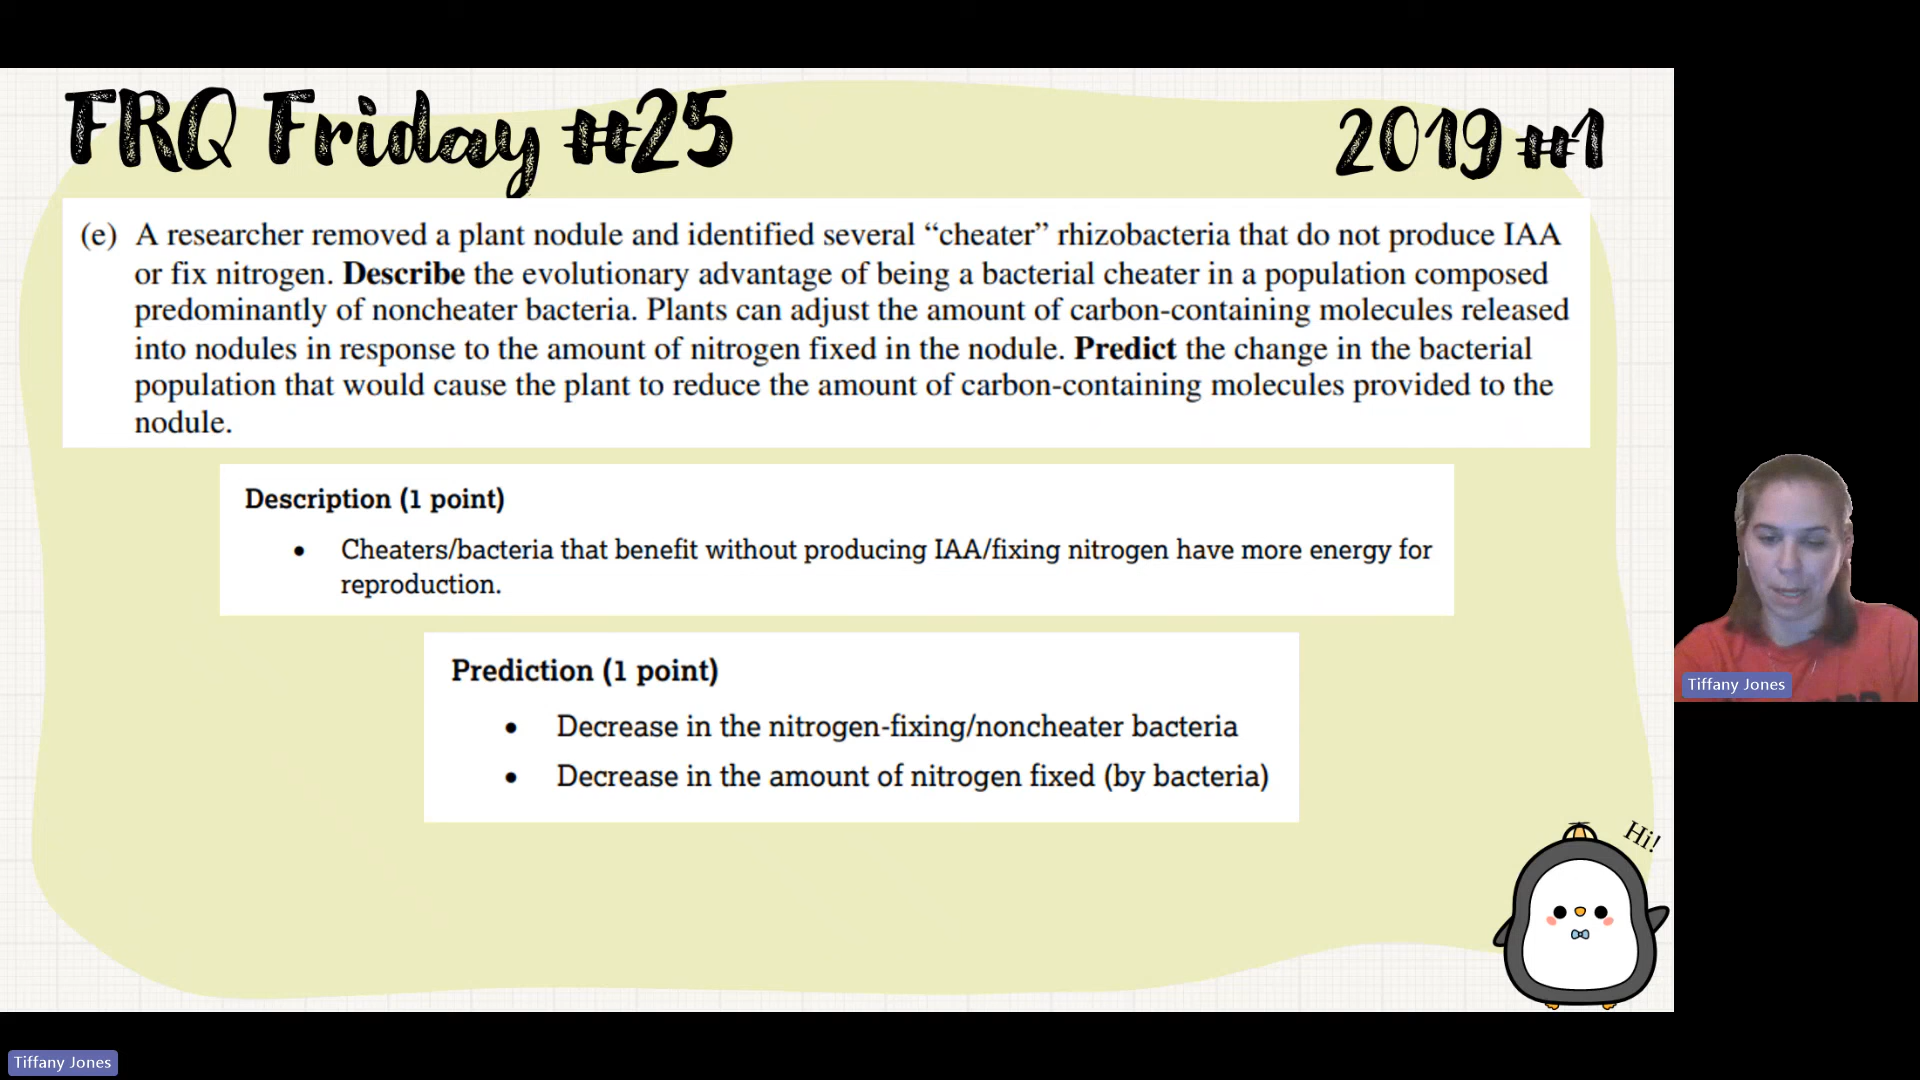 FRQ Friday #25
2019 #1
(e) A researcher removed a plant nodule and identified several “cheater” rhizobacteria that do not produce IAA
or fix nitrogen. Describe the evolutionary advantage of being a bacterial cheater in a population composed
predominantly of noncheater bacteria. Plants can adjust the amount of carbon-containing molecules released
into nodules in response to the amount of nitrogen fixed in the nodule. Predict the change in the bacterial
population that would cause the plant to reduce the amount of carbon-containing molecules provided to the
nodule.
Description (1 point)
• Cheaters/bacteria that benefit without producing IAA/fixing nitrogen have more energy for
reproduction.
Prediction (1 point)
• Decrease in the nitrogen-fixing/noncheater bacteria
• Decrease in the amount of nitrogen fixed (by bacteria)
Hi!
Tiffany Jones
Tiffany Jones